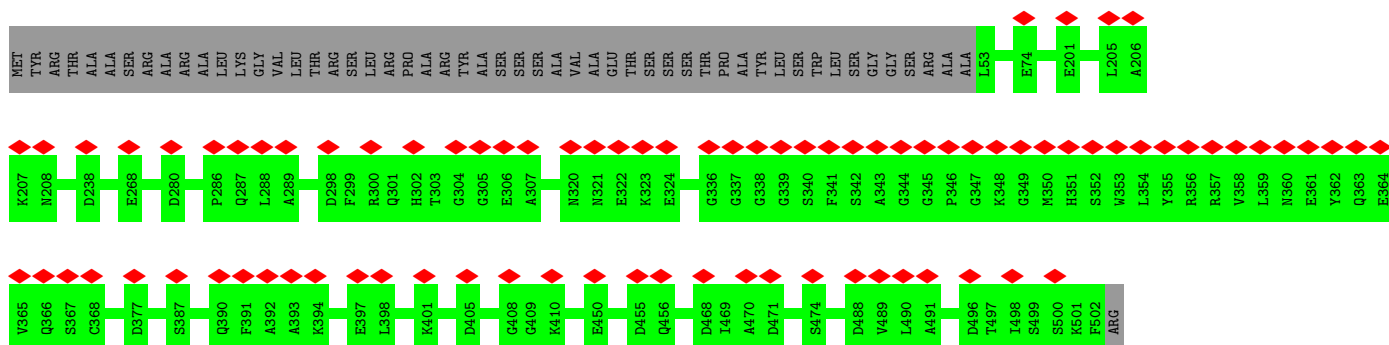 MET TYR ARG THR ALA ALA SER ARG ALA ARG ALA LEU LYS GLY VAL LEU THR ARG SER LEU ARG PRO ALA ARG TYR ALA SER SER SER ALA VAL ALA GLU THR SER SER SER THR PRO ALA TYR LEU SER TRP LEU SER GLY GLY SER ARG ALA ALA L53 E74 E201 L205 A206
K207 N208 D238 E268 D280 P286 Q287 L288 A289 D298 F299 R300 Q301 H302 T303 G304 G305 E306 A307 N320 N321 E322 K323 E324 G336 G337 G338 G339 S340 F341 S342 A343 G344 G345 P346 G347 K348 G349 M350 H351 S352 W353 L354 Y355 R356 R357 V358 L359 N360 E361 Y362 Q363 E364
V365 Q366 S367 C368 D377 S387 Q390 F391 A392 A393 K394 E397 L398 K401 D405 G408 G409 K410 E450 D455 Q456 D468 I469 A470 D471 S474 D488 V489 L490 A491 D496 T497 I498 S499 S500 K501 F502 ARG